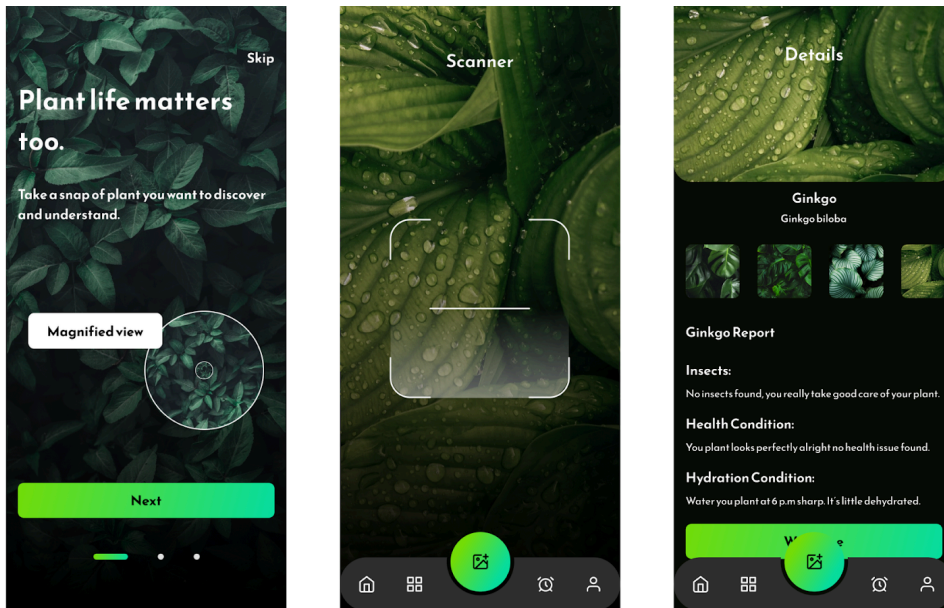 Skip
Plant life matters
too.
Take a snap of plant you want to discover
and understand.
Magnified view
Next
Scanner
Details
Ginkgo
Ginkgo biloba
Ginkgo Report
Insects:
No insects found, you really take good care of your plant.
Health Condition:
You plant looks perfectly alright no health issue found.
Hydration Condition:
Water you plant at 6 p.m sharp. It's little dehydrated.